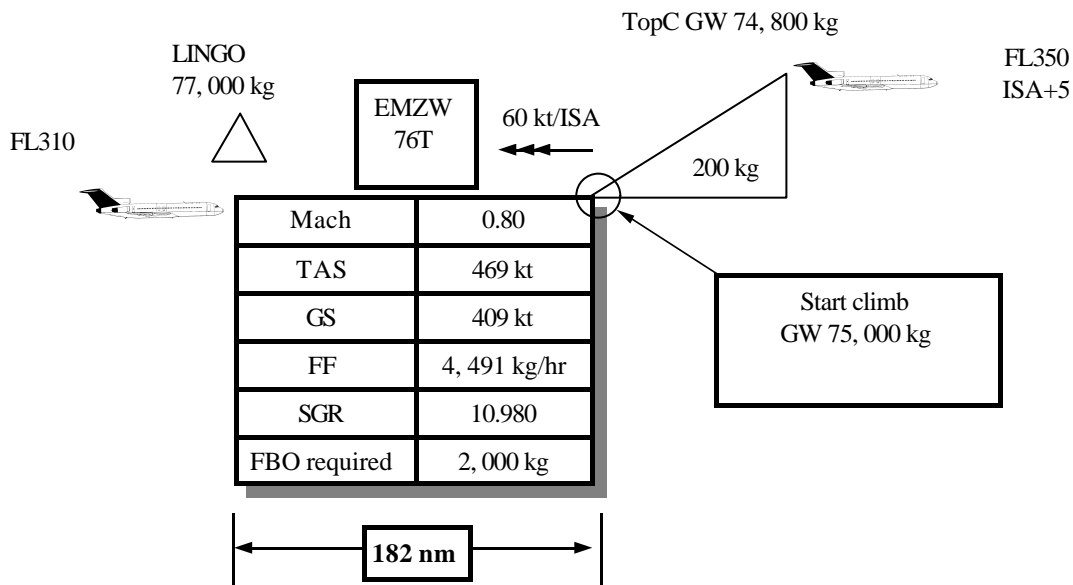 TopC GW 74, 800 kg
LINGO
77, 000 kg
FL350
ISA+5
EMZW
76T
60 kt/ISA
FL310
200 kg
Mach 0.80
TAS 469 kt
GS 409 kt
FF 4, 491 kg/hr
SGR 10.980
FBO required 2, 000 kg
Start climb
GW 75, 000 kg
182 nm